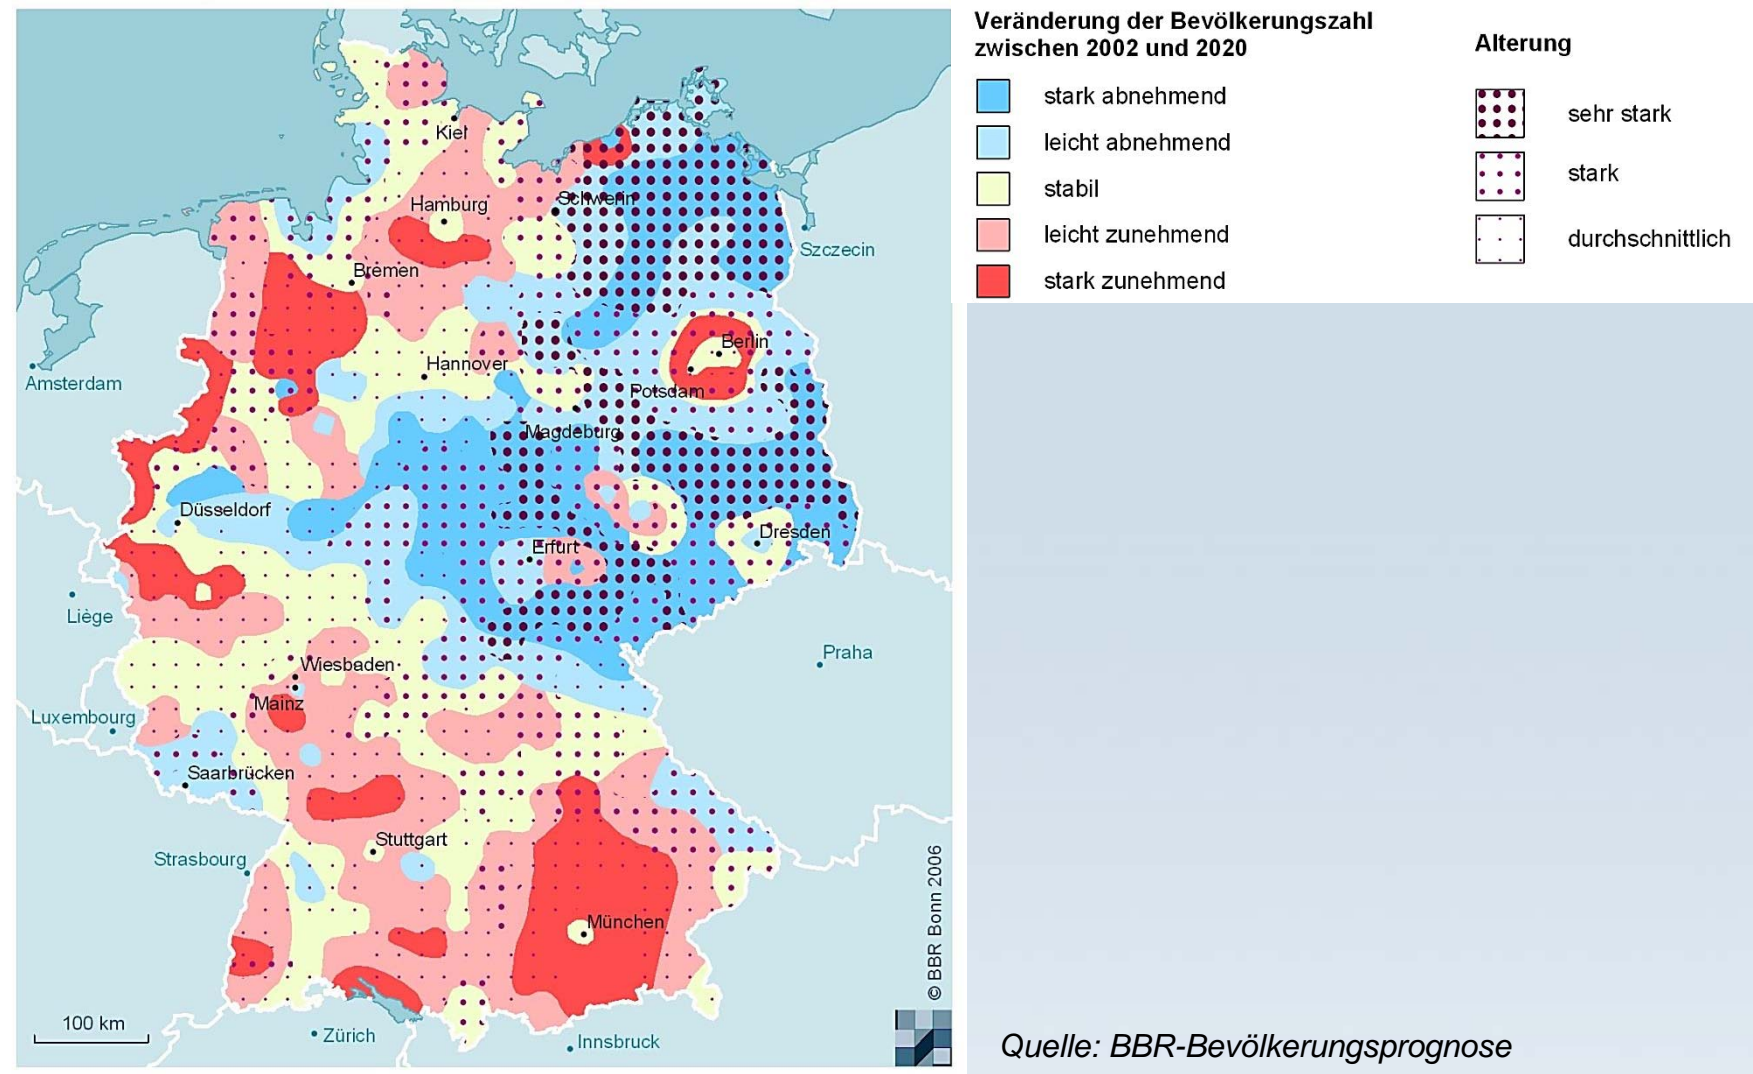 Veränderung der Bevölkerungszahl
zwischen 2002 und 2020
stark abnehmend
leicht abnehmend
stabil
leicht zunehmend
stark zunehmend
Alterung
sehr stark
stark
durchschnittlich
Kiel
Schwerin
Hamburg
Szczecin
Bremen
Berlin
Hannover
Amsterdam
Potsdam
Magdeburg
Düsseldorf
Dresden
Erfurt
Liège
Praha
Wiesbaden
Mainz
Luxembourg
Saarbrücken
Stuttgart
Strasbourg
München
© BBR Bonn 2006
100 km
Zürich
Innsbruck
Quelle: BBR-Bevölkerungsprognose